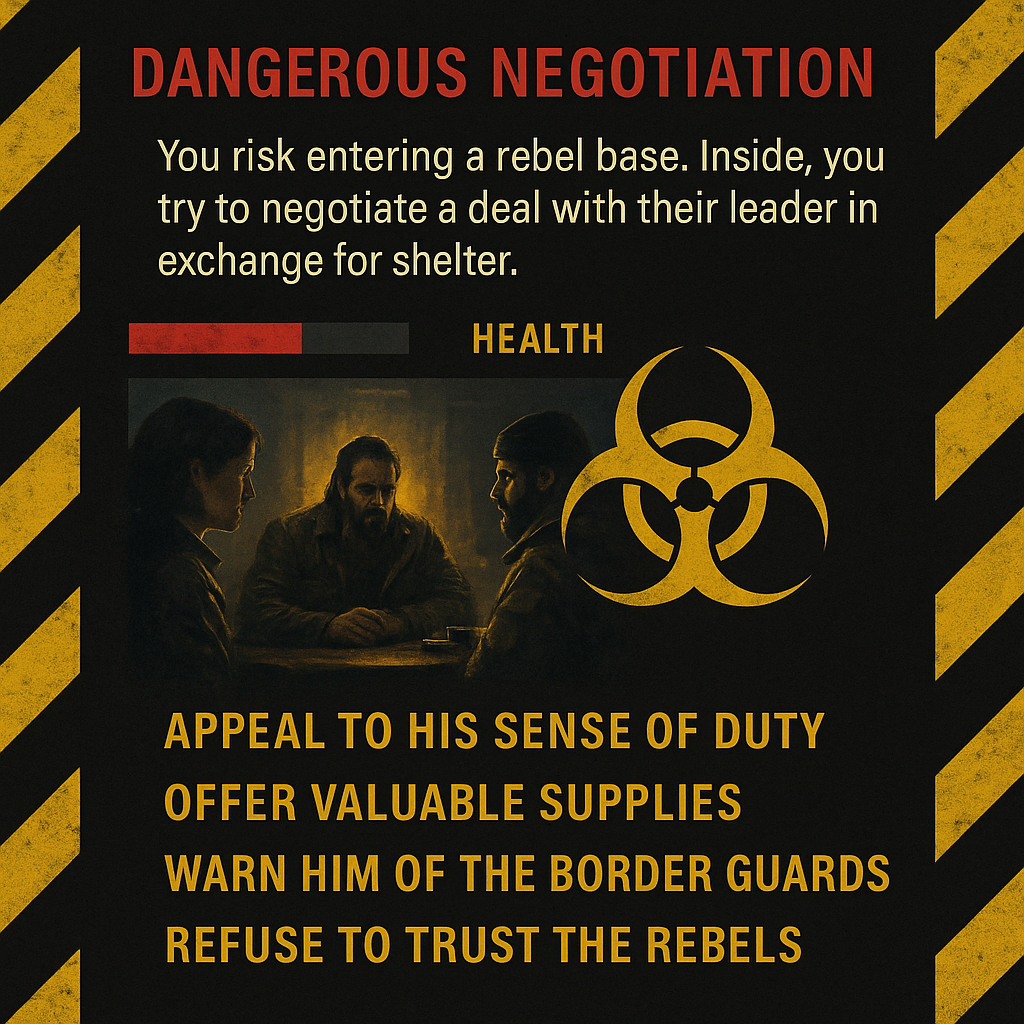 DANGEROUS NEGOTIATION
You risk entering a rebel base. Inside, you
try to negotiate a deal with their leader in
exchange for shelter.
HEALTH
APPEAL TO HIS SENSE OF DUTY
OFFER VALUABLE SUPPLIES
WARN HIM OF THE BORDER GUARDS
REFUSE TO TRUST THE REBELS